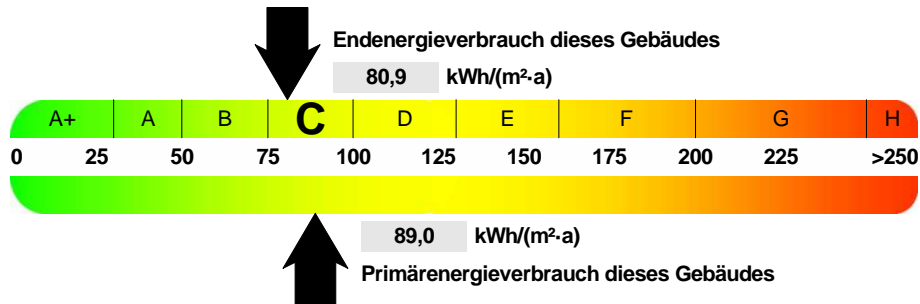 Endenergieverbrauch dieses Gebäudes
80,9 kWh/(m²·a)
A+ A B C D E F G H
0 25 50 75 100 125 150 175 200 225 >250
89,0 kWh/(m²·a)
Primärenergieverbrauch dieses Gebäudes